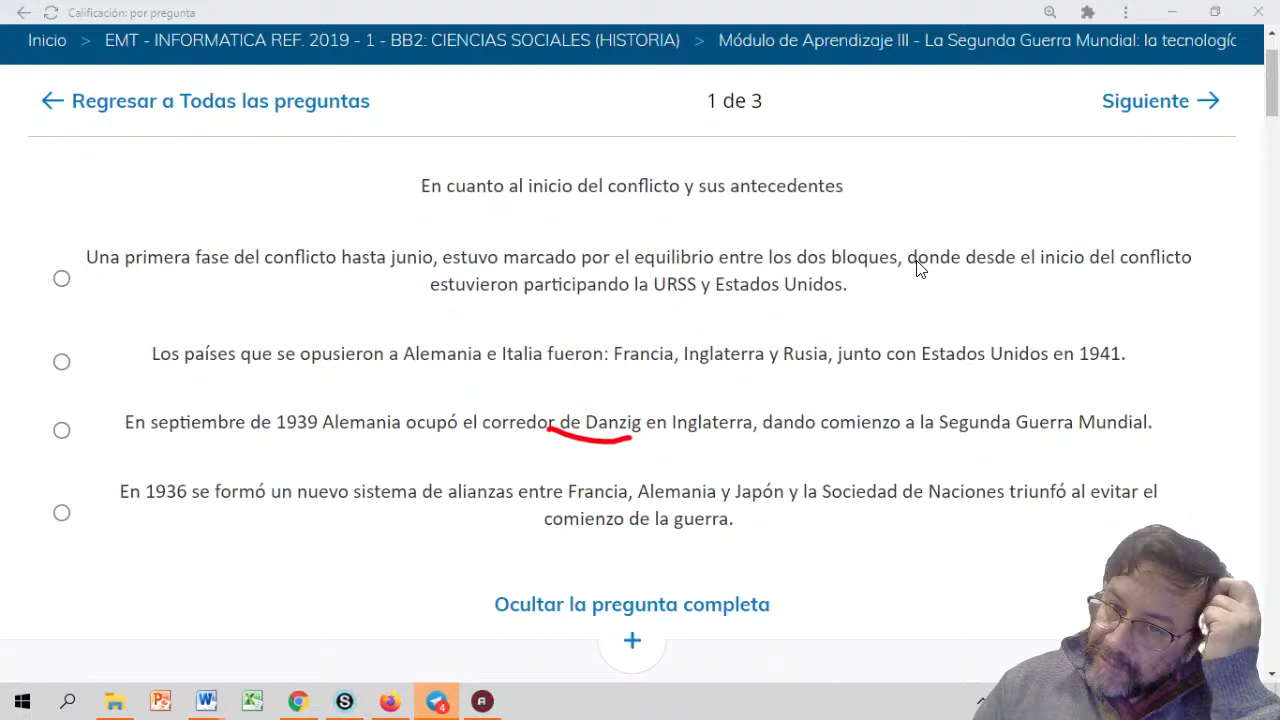 Calificación: por pregunta
Inicio > EMT - INFORMATICA REF. 2019 - 1 - BB2: CIENCIAS SOCIALES (HISTORIA) > Módulo de Aprendizaje III - La Segunda Guerra Mundial: la tecnologí
Regresar a Todas las preguntas 1 de 3 Siguiente
En cuanto al inicio del conflicto y sus antecedentes
Una primera fase del conflicto hasta junio, estuvo marcado por el equilibrio entre los dos bloques, donde desde el inicio del conflicto
estuvieron participando la URSS y Estados Unidos.
Los países que se opusieron a Alemania e Italia fueron: Francia, Inglaterra y Rusia, junto con Estados Unidos en 1941.
En septiembre de 1939 Alemania ocupó el corredor de Danzig en Inglaterra, dando comienzo a la Segunda Guerra Mundial.
En 1936 se formó un nuevo sistema de alianzas entre Francia, Alemania y Japón y la Sociedad de Naciones triunfó al evitar el
comienzo de la guerra.
Ocultar la pregunta completa
4